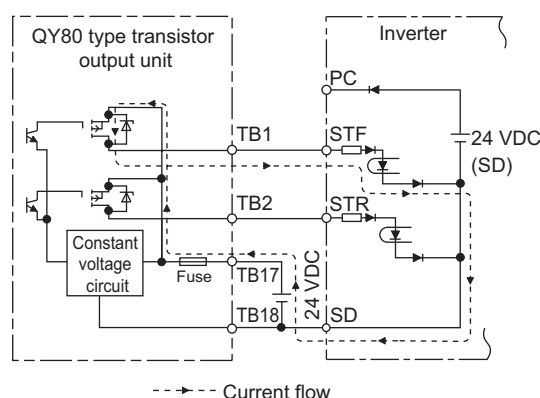 QY80 type transistor
output unit
Inverter
PC
TB1
STF
24 VDC
(SD)
TB2
STR
Constant
voltage
circuit
Fuse
TB17
24 VDC
TB18
SD
Current flow